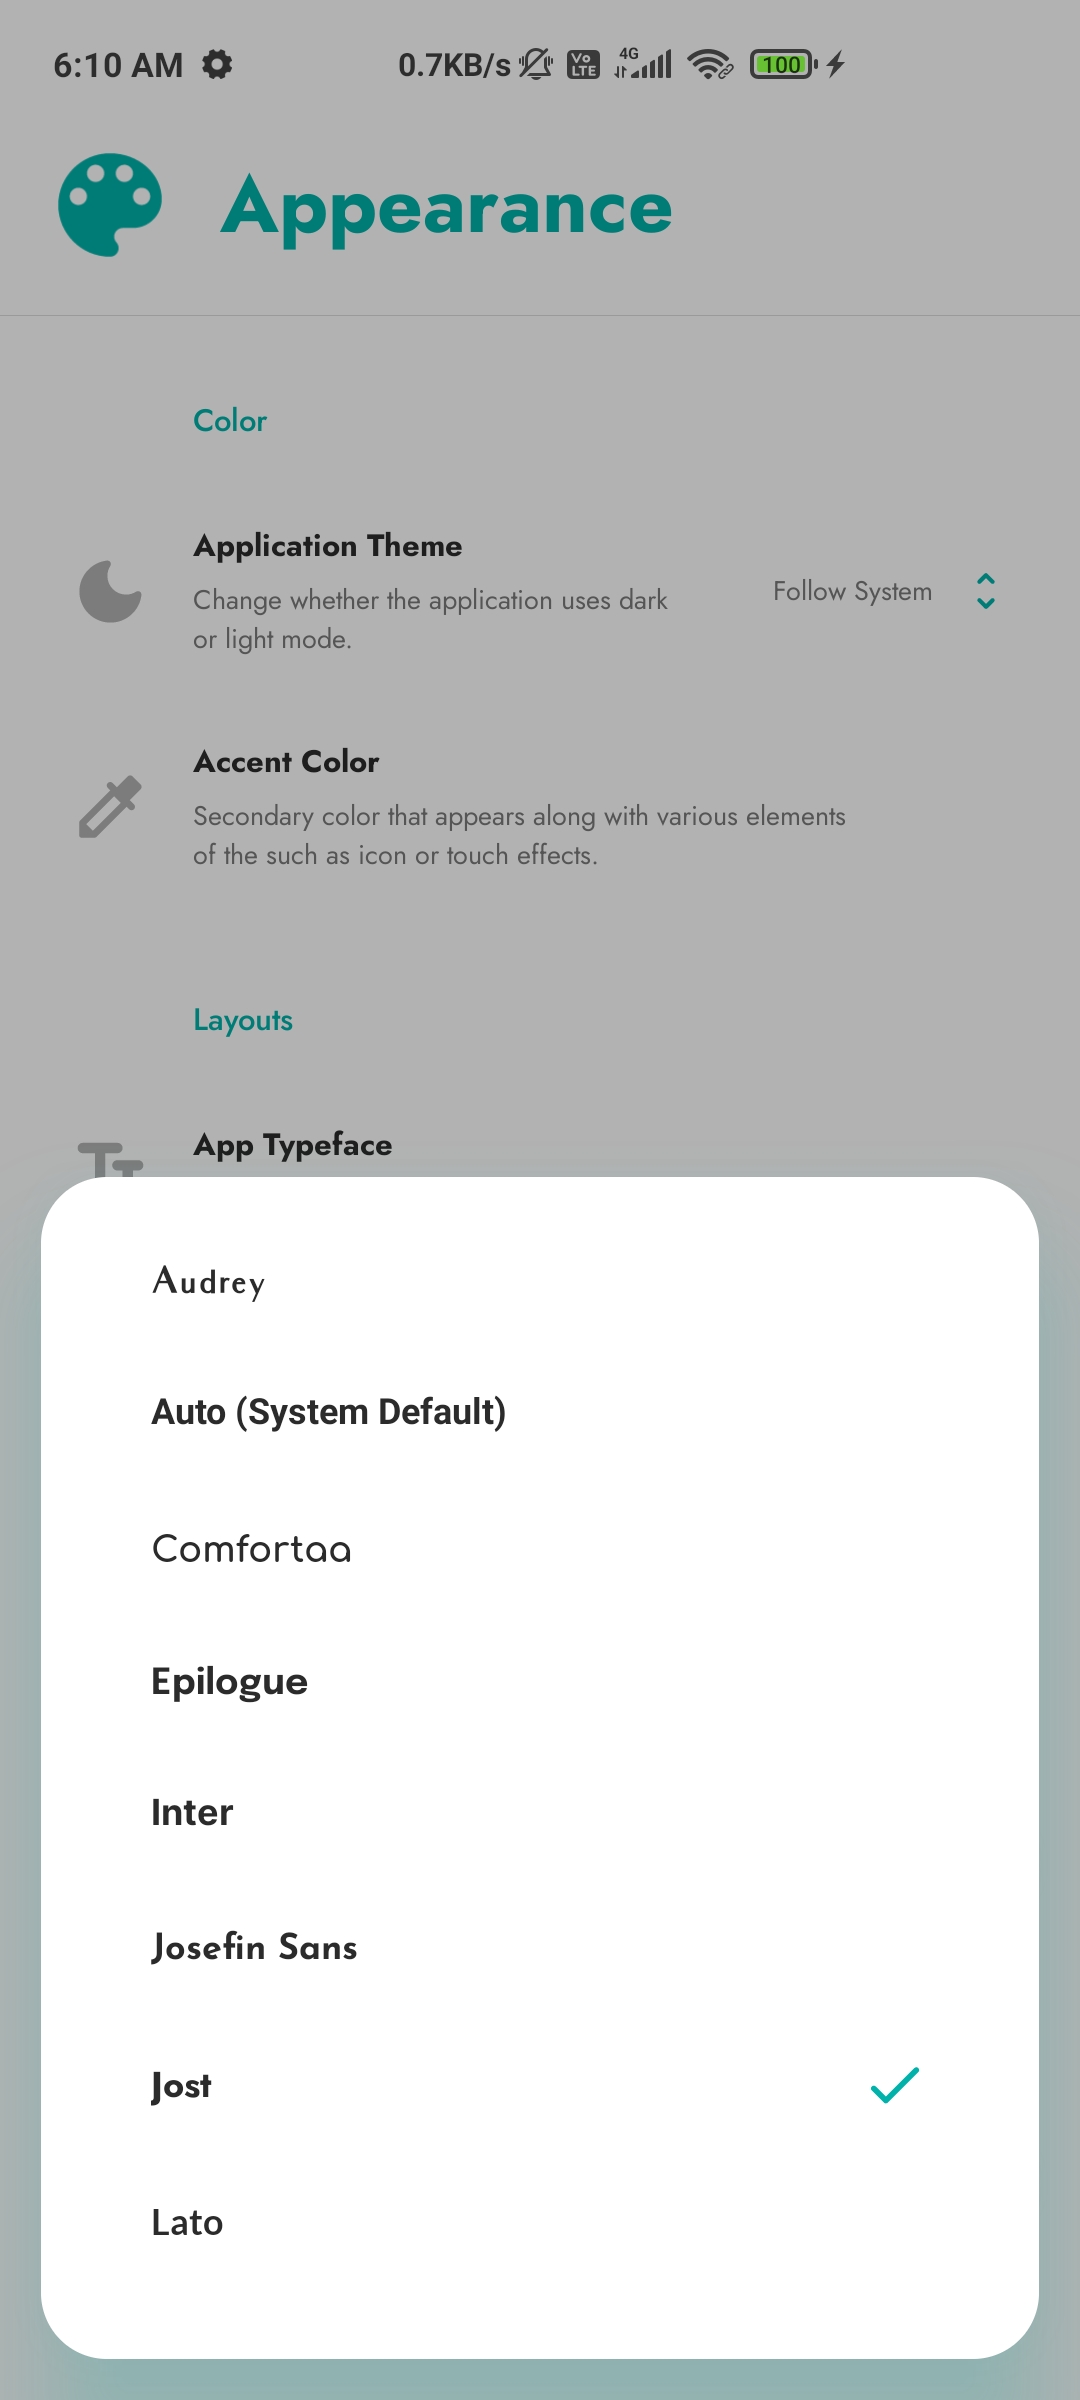 6:10 AM 0.7KB/s Vo LTE 4G 100
Appearance
Color
Application Theme
Change whether the application uses dark
or light mode.
Follow System
Accent Color
Secondary color that appears along with various elements
of the such as icon or touch effects.
Layouts
App Typeface
Audrey
Auto (System Default)
Comfortaa
Epilogue
Inter
Josefin Sans
Jost
Lato